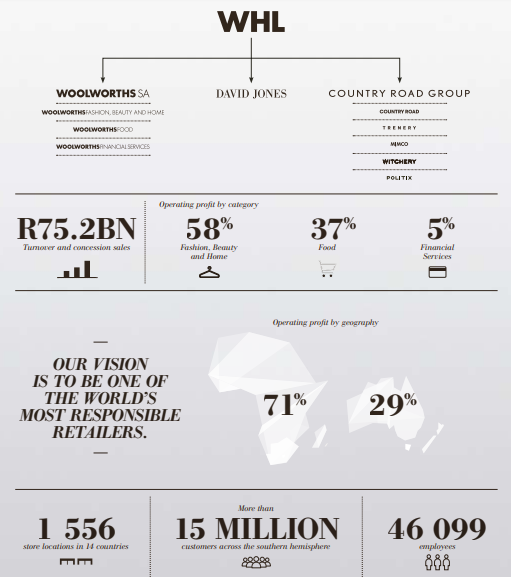 WHL
WOOLWORTHS SA
WOOLWORTHS FASHION, BEAUTY AND HOME
WOOLWORTHS FOOD
WOOLWORTHS FINANCIAL SERVICES
DAVID JONES
COUNTRY ROAD GROUP
COUNTRY ROAD
TRENERY
MIMCO
WITCHERY
POLITIX
R75.2BN
Turnover and concession sales
Operating profit by category
58%
Fashion, Beauty
and Home
37%
Food
5%
Financial
Services
Operating profit by geography
OUR VISION
IS TO BE ONE OF
THE WORLD'S
MOST RESPONSIBLE
RETAILERS.
71%
29%
1 556
store locations in 14 countries
More than
15 MILLION
customers across the southern hemisphere
46 099
employees